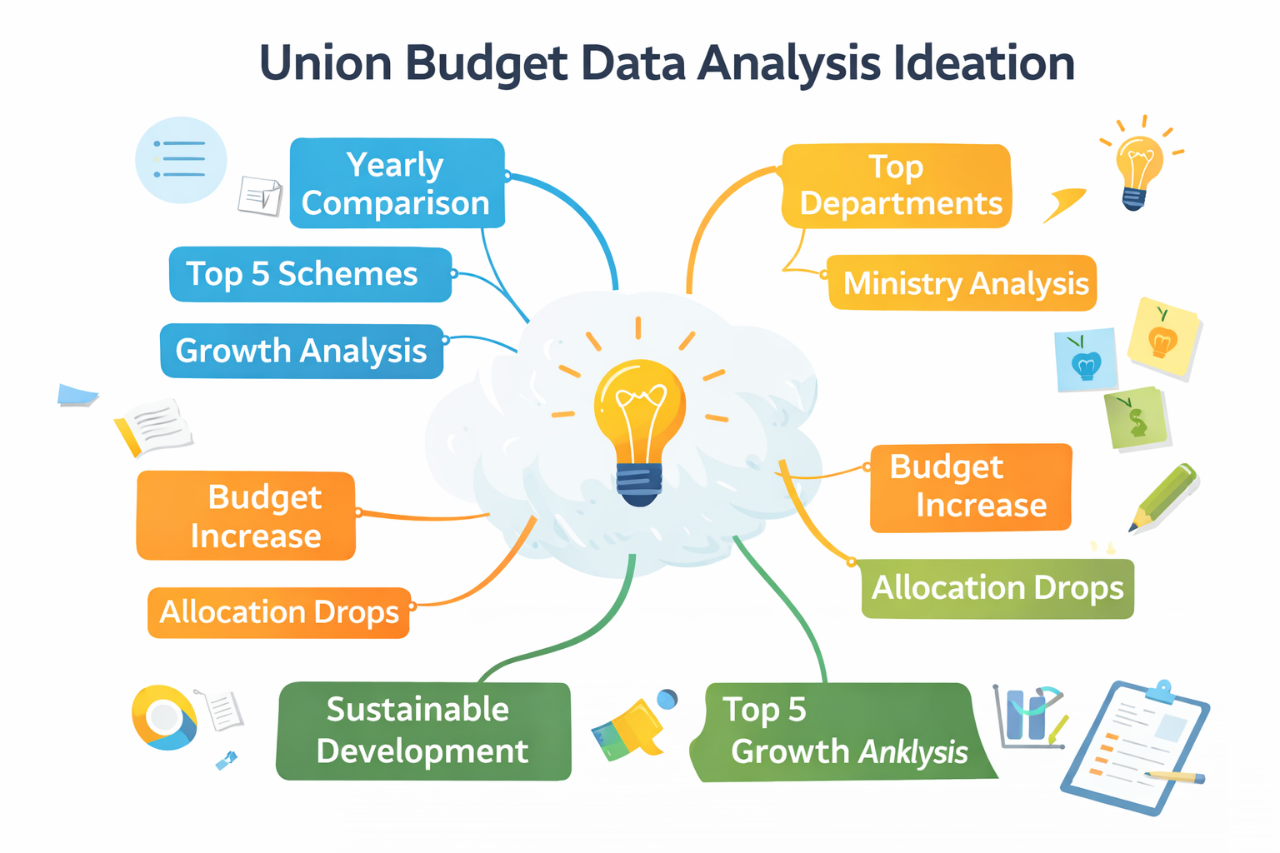 Union Budget Data Analysis Ideation
Yearly
Comparison
Top 5 Schemes
Growth Analysis
Budget
Increase
Allocation Drops
Sustainable
Development
Top
Departments
Ministry Analysis
Budget
Increase
Allocation Drops
Top 5
Growth Anklysis